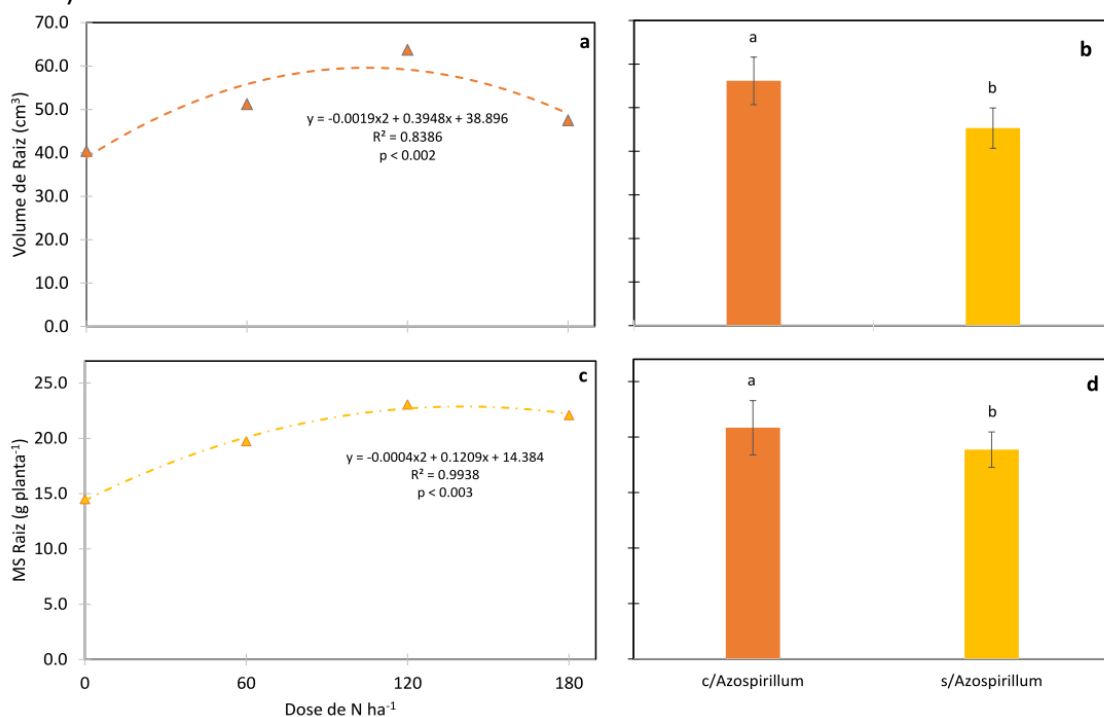 70.0
60.0
50.0
40.0
30.0
20.0
10.0
0.0
Volume de Raiz (cm³)
a
y = -0.0019x2 + 0.3948x + 38.896
R² = 0.8386
p < 0.002
a
b
b
25.0
20.0
15.0
10.0
5.0
0.0
MS Raiz (g planta⁻¹)
c
y = -0.0004x2 + 0.1209x + 14.384
R² = 0.9938
p < 0.003
0 60 120 180
Dose de N ha⁻¹
a
b
d
c/Azospirillum s/Azospirillum